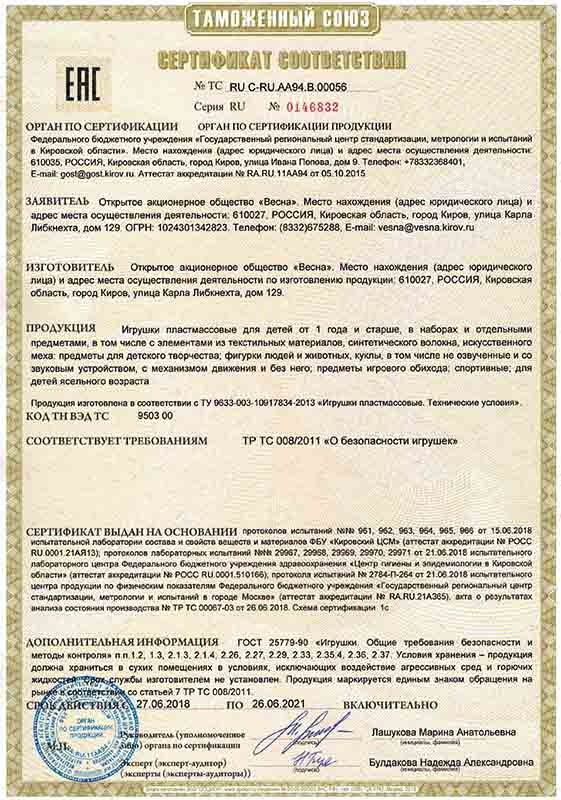 ТАМОЖЕННЫЙ СОЮЗ
СЕРТИФИКАТ СООТВЕТСТВИЯ
ЕАС
№ ТС RU C-RU.АА94.В.00056
Серия RU № 0146832
ОРГАН ПО СЕРТИФИКАЦИИ ОРГАН ПО СЕРТИФИКАЦИИ ПРОДУКЦИИ
Федерального бюджетного учреждения «Государственный региональный центр стандартизации, метрологии и испытаний
в Кировской области». Место нахождения (адрес юридического лица) и адрес места осуществления деятельности:
610035, РОССИЯ, Кировская область, город Киров, улица Ивана Попова, дом 9. Телефон: +78332368401,
E-mail: gost@gost.kirov.ru. Аттестат аккредитации № RA.RU.11АА94 от 05.10.2015
ЗАЯВИТЕЛЬ Открытое акционерное общество «Весна». Место нахождения (адрес юридического лица) и
адрес места осуществления деятельности: 610027, РОССИЯ, Кировская область, город Киров, улица Карла
Либкнехта, дом 129. ОГРН: 1024301342823. Телефон: (8332)675288, E-mail: vesna@vesna.kirov.ru
ИЗГОТОВИТЕЛЬ Открытое акционерное общество «Весна». Место нахождения (адрес юридического
лица) и адрес места осуществления деятельности по изготовлению продукции: 610027, РОССИЯ, Кировская
область, город Киров, улица Карла Либкнехта, дом 129.
ПРОДУКЦИЯ Игрушки пластмассовые для детей от 1 года и старше, в наборах и отдельными
предметами, в том числе с элементами из текстильных материалов, синтетического волокна, искусственного
меха: предметы для детского творчества; фигурки людей и животных, куклы, в том числе не озвученные и со
звуковым устройством, с механизмом движения и без него; предметы игрового обихода; спортивные; для
детей ясельного возраста
Продукция изготовлена в соответствии с ТУ 9633-003-10917834-2013 «Игрушки пластмассовые. Технические условия».
КОД ТН ВЭД ТС 9503 00
СООТВЕТСТВУЕТ ТРЕБОВАНИЯМ ТР ТС 008/2011 «О безопасности игрушек»
СЕРТИФИКАТ ВЫДАН НА ОСНОВАНИИ протоколов испытаний №№ 961, 962, 963, 964, 965, 966 от 15.06.2018
испытательной лаборатории состава и свойств веществ и материалов ФБУ «Кировский ЦСМ» (аттестат аккредитации № РОСС
RU.0001.21АЯ13); протоколов лабораторных испытаний №№ 29967, 29968, 29969, 29970, 29971 от 21.06.2018 испытательного
лабораторного центра Федерального бюджетного учреждения здравоохранения «Центр гигиены и эпидемиологии в Кировской
области» (аттестат аккредитации № РОСС RU.0001.510166); протокола испытаний № 2784-П-264 от 21.06.2018 испытательного
центра продукции по физическим показателям Федерального бюджетного учреждения «Государственный региональный центр
стандартизации, метрологии и испытаний в городе Москве» (аттестат аккредитации № RA.RU.21АЗ65), акта о результатах
анализа состояния производства № ТР ТС 00067-03 от 26.06.2018. Схема сертификации 1с
ДОПОЛНИТЕЛЬНАЯ ИНФОРМАЦИЯ ГОСТ 25779-90 «Игрушки. Общие требования безопасности и
методы контроля» п.п.1.2, 1.3, 2.1.3, 2.1.4, 2.26, 2.27, 2.29, 2.33, 2.35.4, 2.36, 2.37. Условия хранения – продукция
должна храниться в сухих помещениях в условиях, исключающих воздействие агрессивных сред и горючих
жидкостей. Срок службы изготовителем не установлен. Продукция маркируется единым знаком обращения на
рынке в соответствии со статьей 7 ТР ТС 008/2011.
СРОК ДЕЙСТВИЯ С 27.06.2018 ПО 26.06.2021 ВКЛЮЧИТЕЛЬНО
М.П.
Руководитель (уполномоченное
лицо) органа по сертификации
(подпись)
Лашукова Марина Анатольевна
(инициалы, фамилия)
Эксперт (эксперт-аудитор)
(эксперты (эксперты-аудиторы))
(подпись)
Булдакова Надежда Александровна
(инициалы, фамилия)
ОРГАН
ПО СЕРТИФИКАЦИИ
ПРОДУКЦИИ